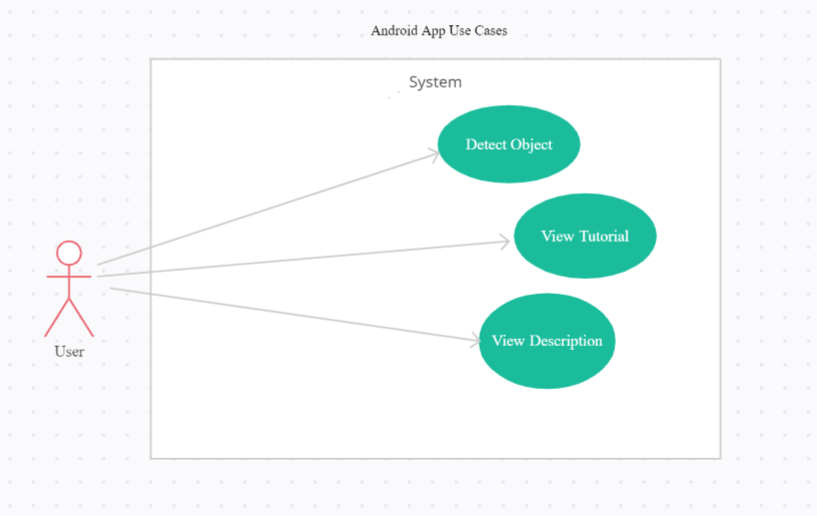 Android App Use Cases
System
Detect Object
View Tutorial
View Description
User